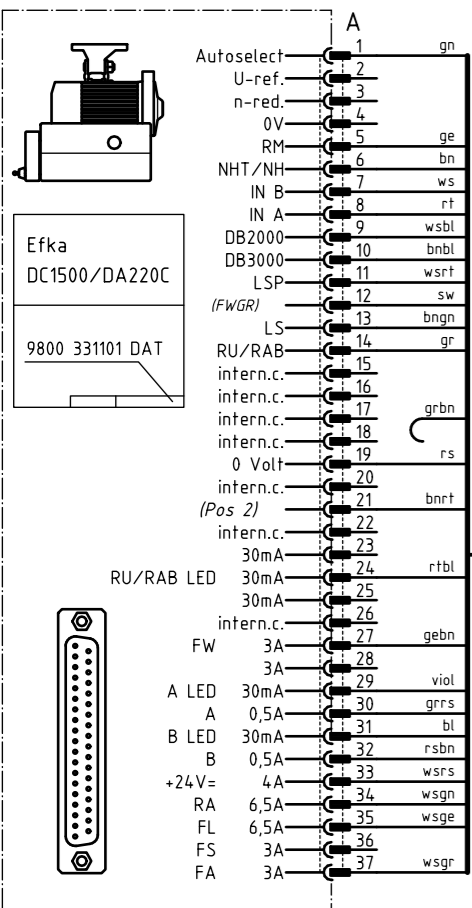 A
Autoselect 1 gn
U-ref. 2
n-red. 3
0V 4
RM 5 ge
NHT/NH 6 bn
IN B 7 ws
IN A 8 rt
DB2000 9 wsbl
DB3000 10 bnbl
LSP 11 wsrt
(FWGR) 12 sw
LS 13 bngn
RU/RAB 14 gr
intern.c. 15
intern.c. 16
intern.c. 17 grbn
intern.c. 18
0 Volt 19 rs
intern.c. 20
(Pos 2) 21 bnrt
intern.c. 22
30mA 23
RU/RAB LED 30mA 24 rtbl
30mA 25
intern.c. 26
FW 3A 27 gebn
3A 28
A LED 30mA 29 viol
A 0,5A 30 grrs
B LED 30mA 31 bl
B 0,5A 32 rsbn
+24V= 4A 33 wsrs
RA 6,5A 34 wsgn
FL 6,5A 35 wsge
FS 3A 36
FA 3A 37 wsgr
Efka
DC1500/DA220C
9800 331101 DAT